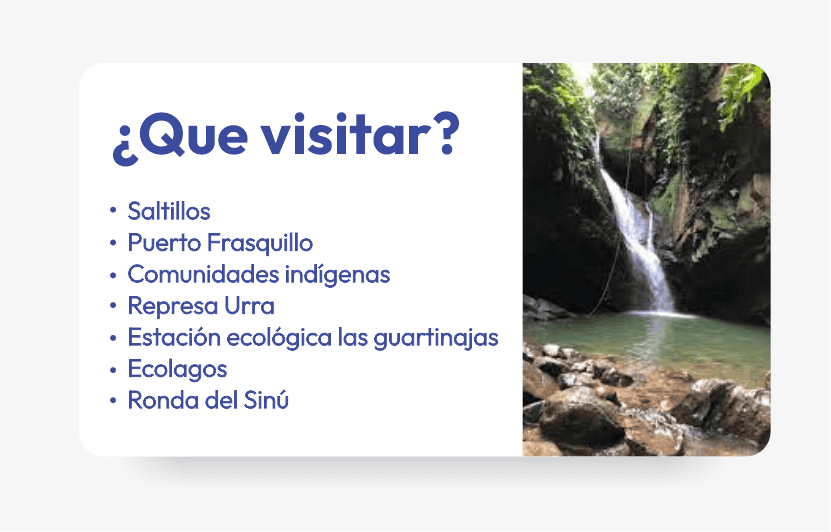 ¿Que visitar?
• Saltillos
• Puerto Frasquillo
• Comunidades indígenas
• Represa Urra
• Estación ecológica las guartinajas
• Ecolagos
• Ronda del Sinú